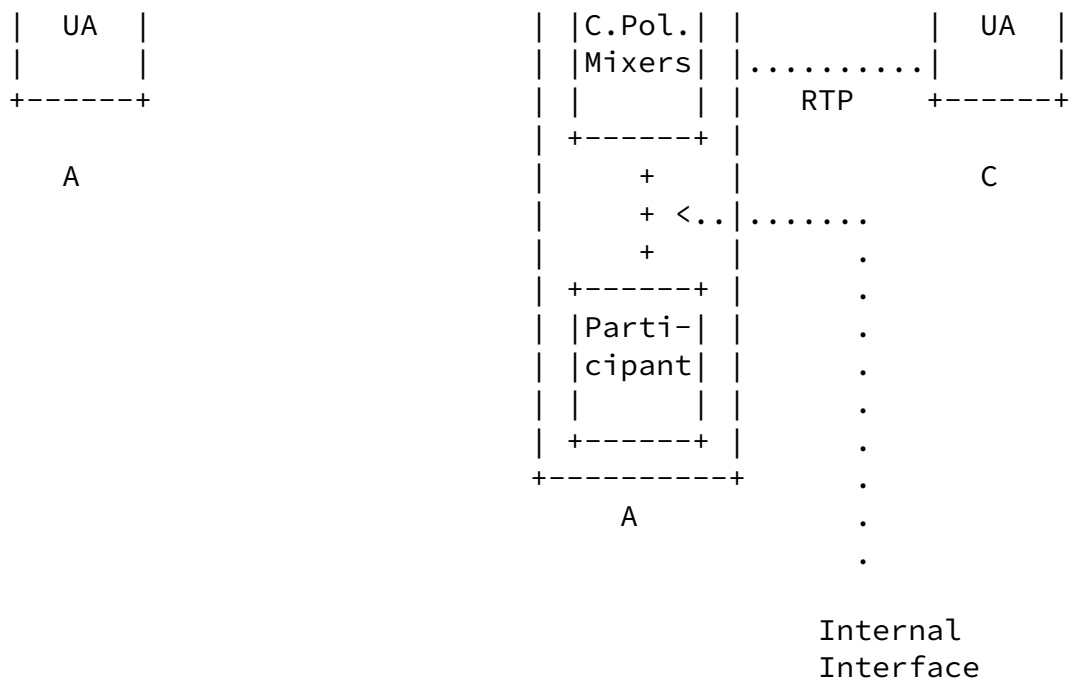 |  UA  |                     | |C.Pol.| |          |  UA  |
|      |                     | |Mixers| |..........|      |
+------+                     | |      | |   RTP    +------+
                             | +------+ |
   A                         |     +    |              C
                             |     + <..|.......
                             |     +    |      .
                             | +------+ |      .
                             | |Parti-| |      .
                             | |cipant| |      .
                             | |      | |      .
                             | +------+ |      .
                             +----------+      .
                                  A            .
                                               .
                                             Internal
                                             Interface